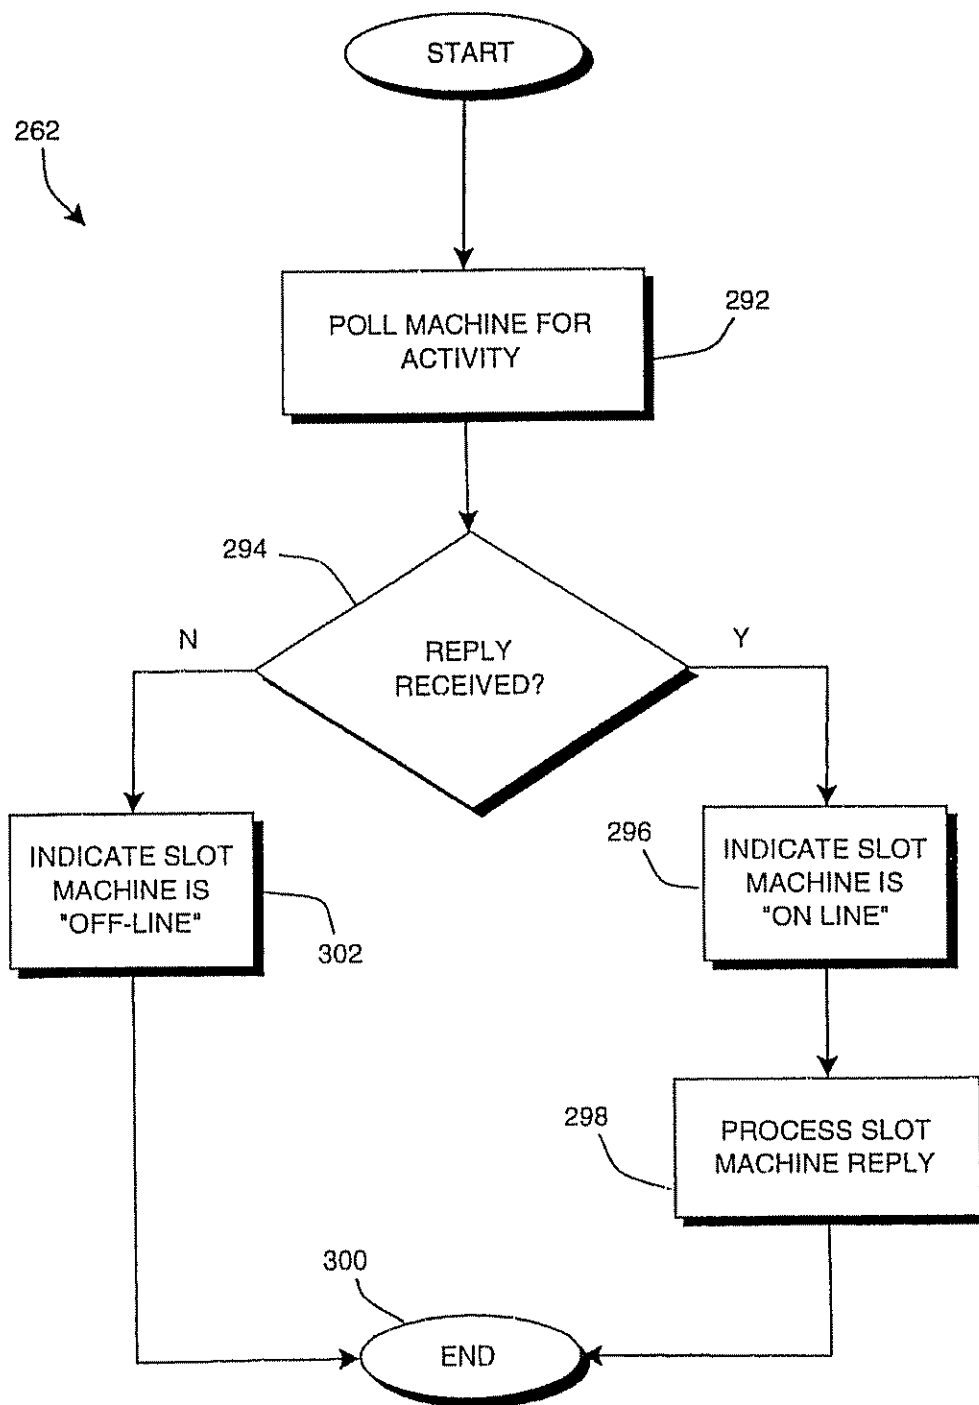 START
262
POLL MACHINE FOR
ACTIVITY
292
294
N
REPLY
RECEIVED?
Y
INDICATE SLOT
MACHINE IS
"OFF-LINE"
302
296
INDICATE SLOT
MACHINE IS
"ON LINE"
298
PROCESS SLOT
MACHINE REPLY
300
END